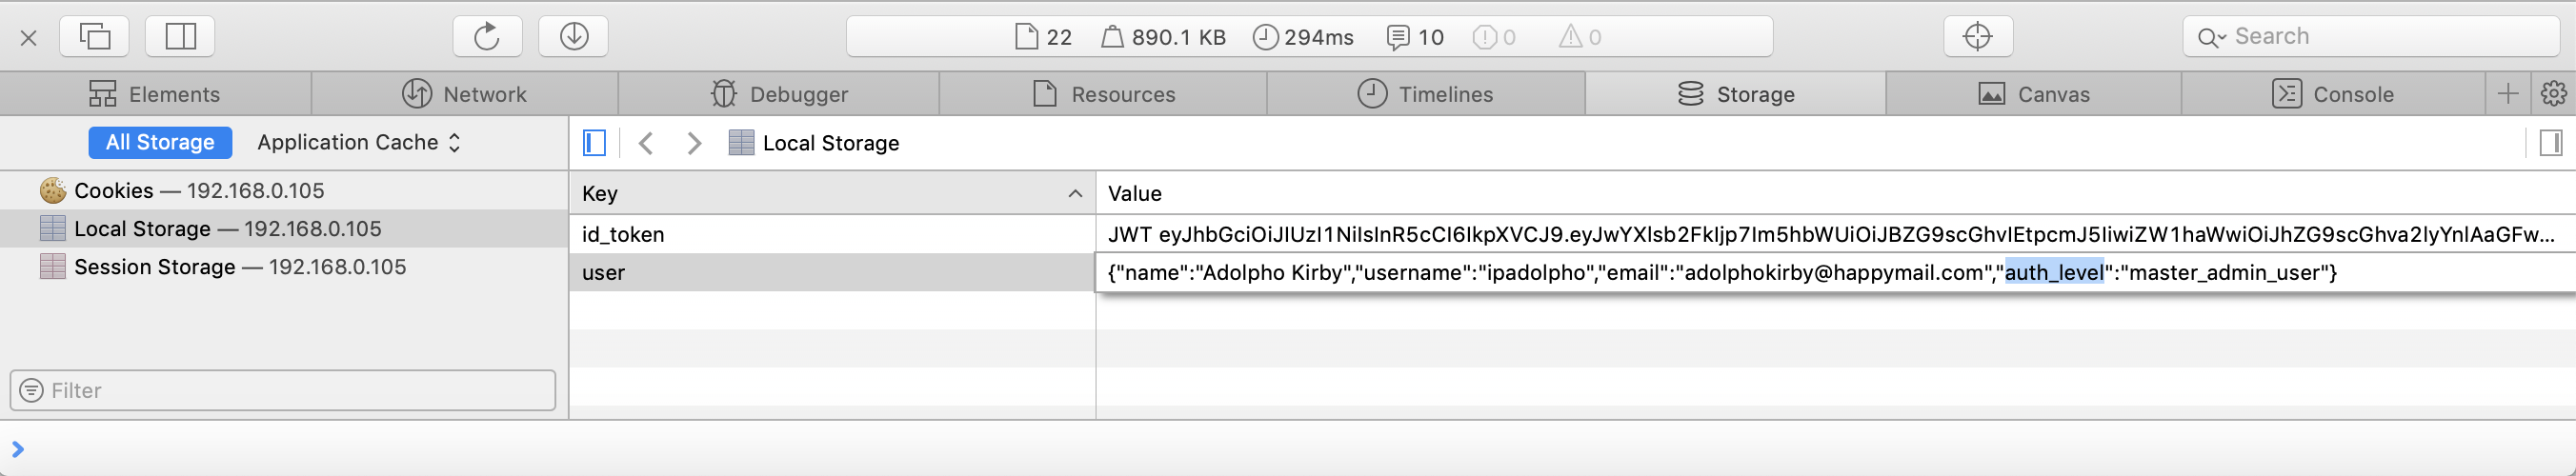 22 890.1 KB 294ms 10 0 0 Search
Elements Network Debugger Resources Timelines Storage Canvas Console
All Storage Application Cache Local Storage
Cookies — 192.168.0.105
Local Storage — 192.168.0.105
Session Storage — 192.168.0.105
Filter
Key Value
id_token JWT eyJhbGciOiJIUzI1NiIsInR5cCI6IkpXVCJ9.eyJwYXlsb2FkIjp7Im5hbWUiOiJBZG9scGhvIEtpcmJ5IiwiZW1haWwiOiJhZG9scGhva2lyYnlAaGFw...
user {"name":"Adolpho Kirby","username":"ipadolpho","email":"adolphokirby@happymail.com","auth_level":"master_admin_user"}